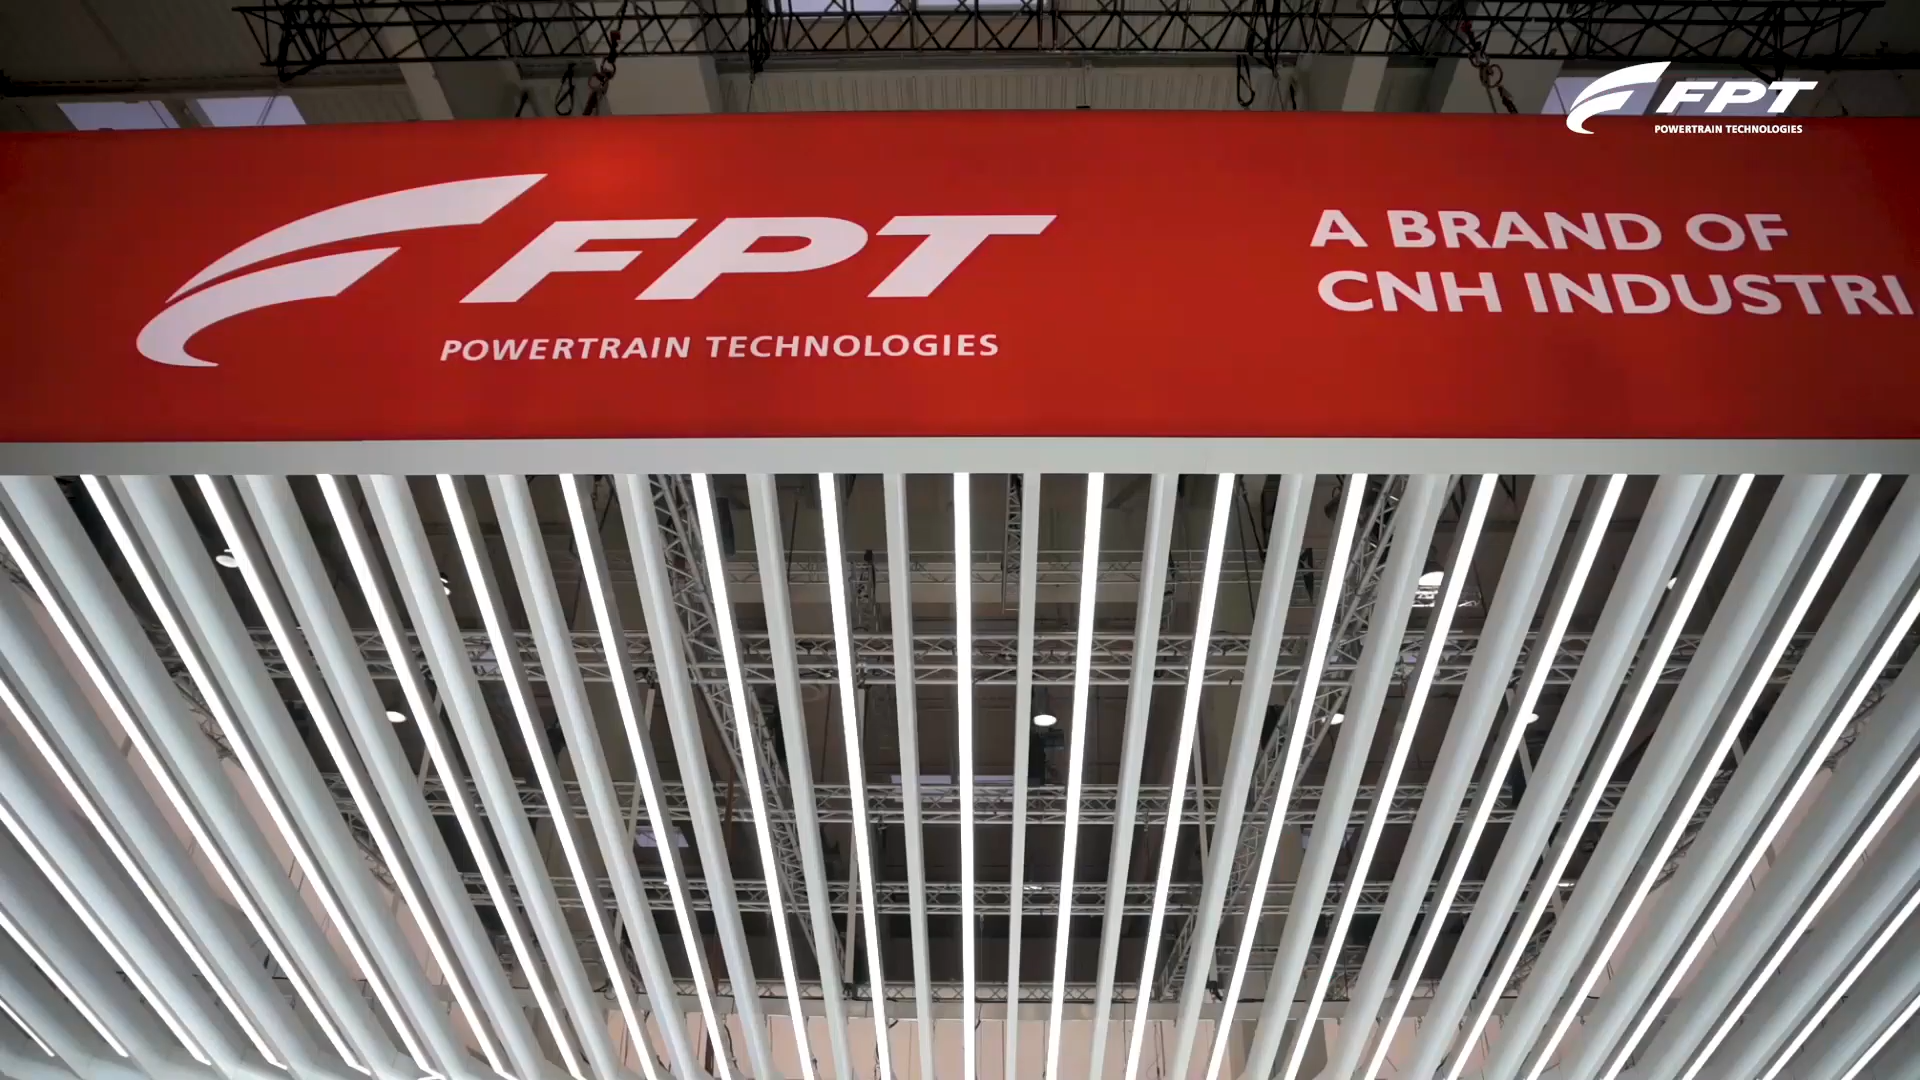 FPT
POWERTRAIN TECHNOLOGIES
FPT
POWERTRAIN TECHNOLOGIES
A BRAND OF
CNH INDUSTRI